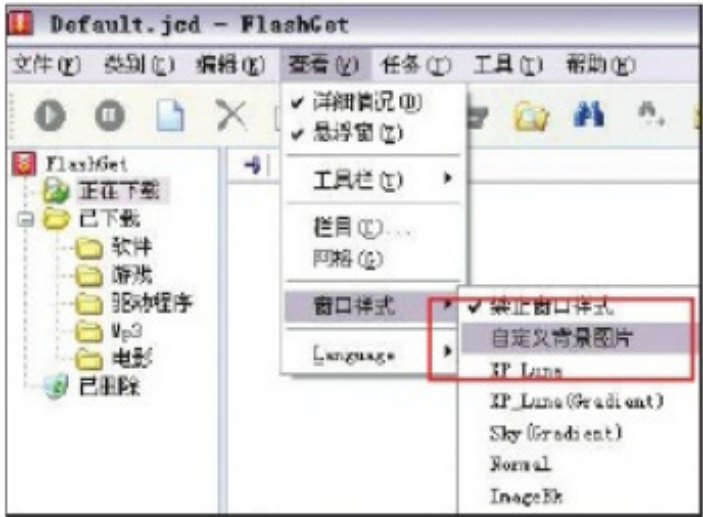 Default.jcd - FlashGet
文件(F) 类别(C) 编辑(E) 查看(V) 任务(J) 工具(T) 帮助(H)
详细情况(D)
悬浮窗(Z)
工具栏(T)
栏目(C)...
网格(G)
窗口样式
Language
FlashGet
正在下载
已下载
软件
游戏
驱动程序
Mp3
电影
已删除
禁止窗口样式
自定义背景图片
XP_Luna
XP_Luna(Gradient)
Sky(Gradient)
Normal
ImageBk